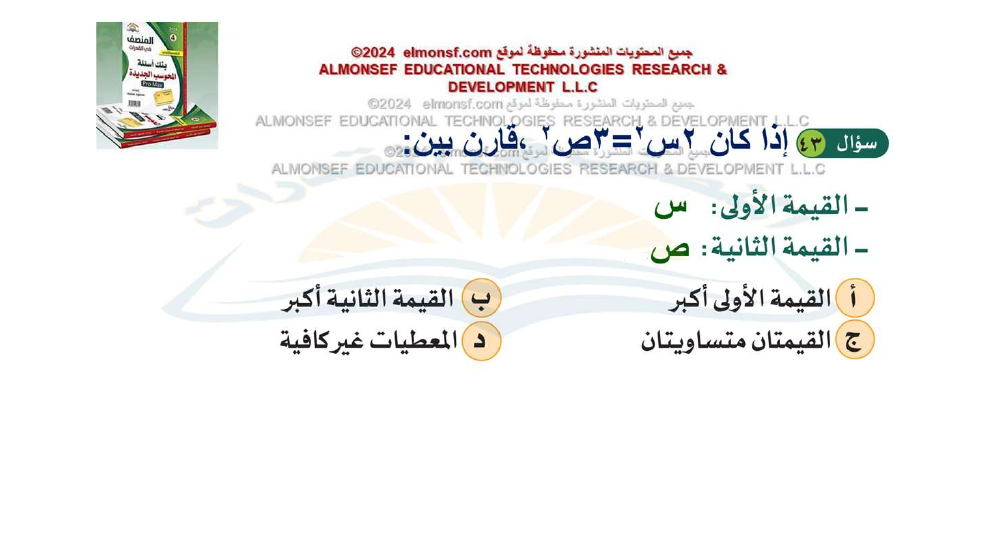 جميع المحتويات المنشورة محفوظة لموقع elmonsf.com ©2024
ALMONSEF EDUCATIONAL TECHNOLOGIES RESEARCH &
DEVELOPMENT L.L.C
جميع المحتويات المنشورة محفوظة لموقع elmonsf.com ©2024
ALMONSEF EDUCATIONAL TECHNOLOGIES RESEARCH & DEVELOPMENT L.L.C
سؤال ٤٣ إذا كان ٢س٢=٣ص٢ ،قارن بين:
ALMONSEF EDUCATIONAL TECHNOLOGIES RESEARCH & DEVELOPMENT L.L.C
- القيمة الأولى: س
- القيمة الثانية: ص
أ القيمة الأولى أكبر
ب القيمة الثانية أكبر
ج القيمتان متساويتان
د المعطيات غير كافية
المنصف
في القدرات
4
بنك أسئلة
المحوسب الجديدة
Pro Max